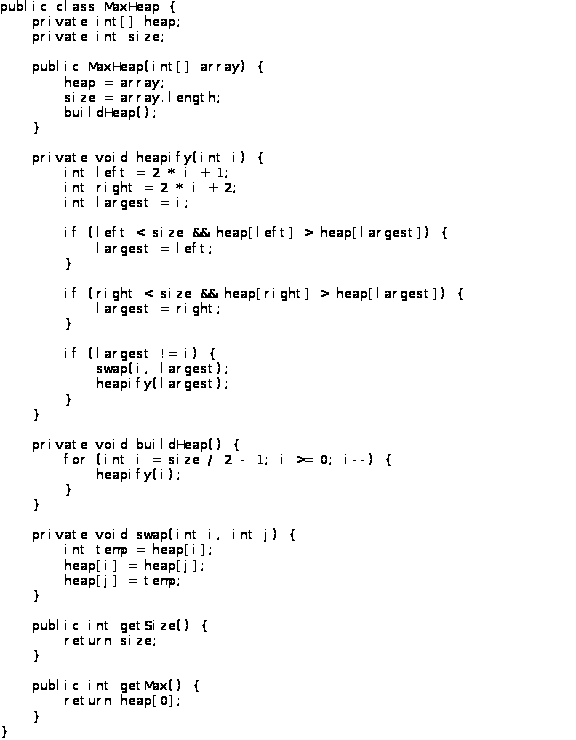 public class MaxHeap {
    private int[] heap;
    private int size;

    public MaxHeap(int[] array) {
        heap = array;
        size = array.length;
        buildHeap();
    }

    private void heapify(int i) {
        int left = 2 * i + 1;
        int right = 2 * i + 2;
        int largest = i;

        if (left < size && heap[left] > heap[largest]) {
            largest = left;
        }

        if (right < size && heap[right] > heap[largest]) {
            largest = right;
        }

        if (largest != i) {
            swap(i, largest);
            heapify(largest);
        }
    }

    private void buildHeap() {
        for (int i = size / 2 - 1; i >= 0; i--) {
            heapify(i);
        }
    }

    private void swap(int i, int j) {
        int temp = heap[i];
        heap[i] = heap[j];
        heap[j] = temp;
    }

    public int getSize() {
        return size;
    }

    public int getMax() {
        return heap[0];
    }
}